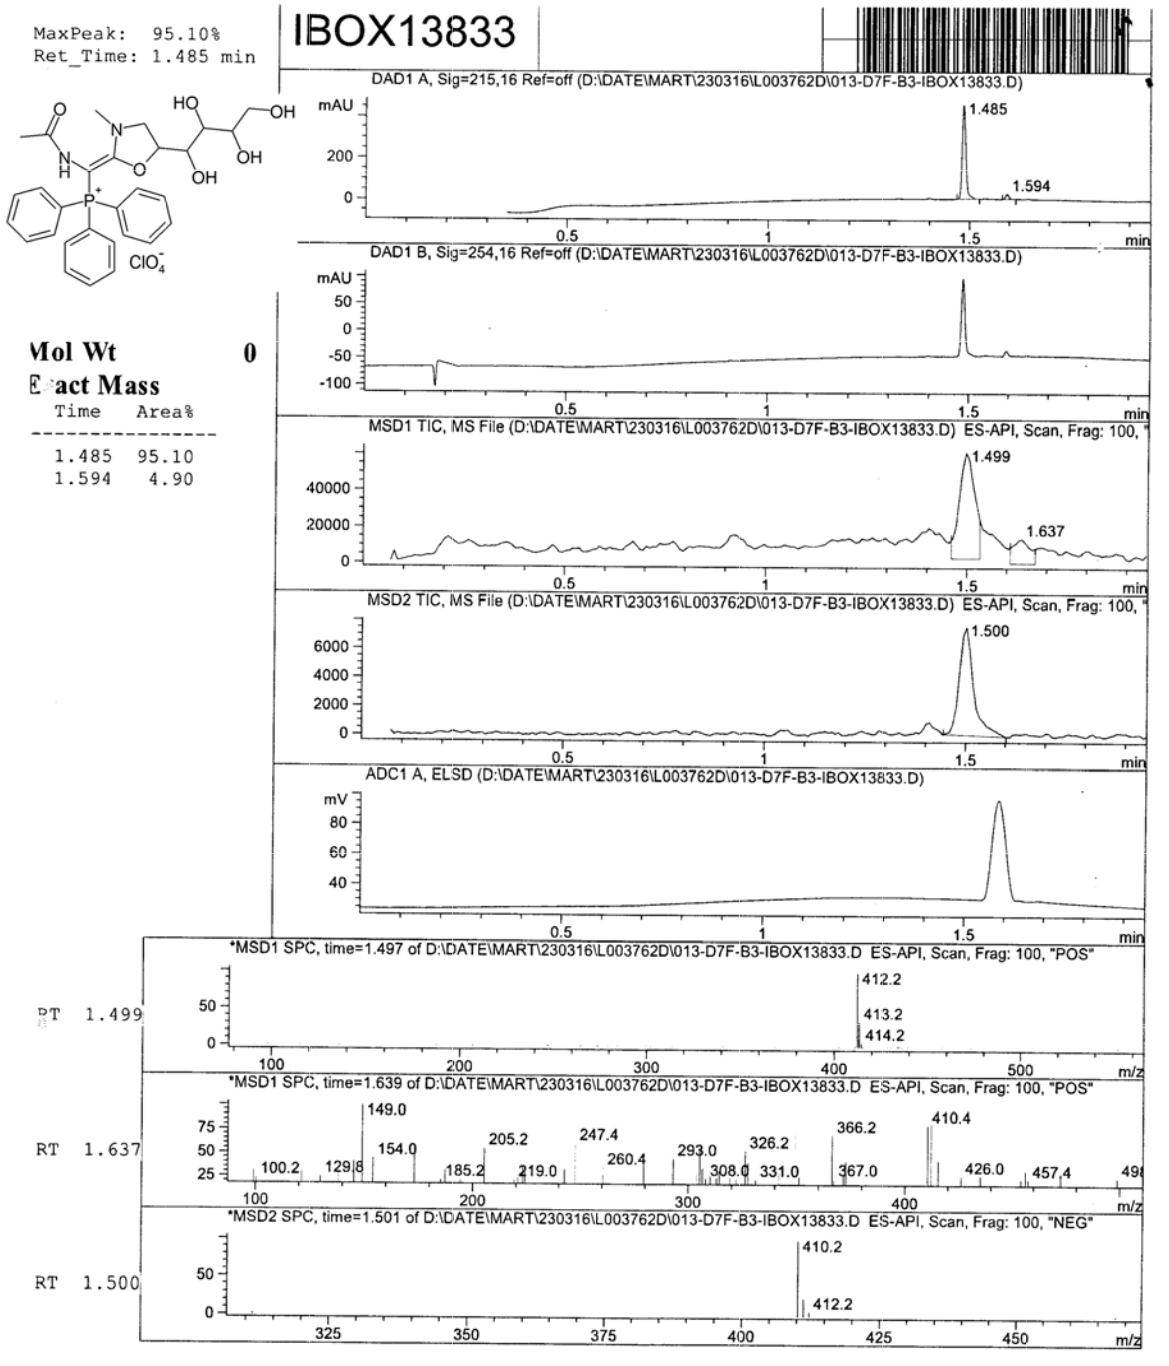 MaxPeak: 95.10%
Ret_Time: 1.485 min
IBOX13833
O
N
N
H
O
HO
OH
OH
OH
P+
ClO4-
Mol Wt 0
E act Mass
Time Area%
1.485 95.10
1.594 4.90
DAD1 A, Sig=215,16 Ref=off (D:\DATE\MART\230316\L003762D\013-D7F-B3-IBOX13833.D)
mAU
200
0
1.485
1.594
0.5 1 1.5 min
DAD1 B, Sig=254,16 Ref=off (D:\DATE\MART\230316\L003762D\013-D7F-B3-IBOX13833.D)
mAU
50
0
-50
-100
0.5 1 1.5 min
MSD1 TIC, MS File (D:\DATE\MART\230316\L003762D\013-D7F-B3-IBOX13833.D) ES-API, Scan, Frag: 100, "
1.499
40000
20000
1.637
0
0.5 1 1.5 min
MSD2 TIC, MS File (D:\DATE\MART\230316\L003762D\013-D7F-B3-IBOX13833.D) ES-API, Scan, Frag: 100, "
1.500
6000
4000
2000
0
0.5 1 1.5 min
ADC1 A, ELSD (D:\DATE\MART\230316\L003762D\013-D7F-B3-IBOX13833.D)
mV
80
60
40
0.5 1 1.5 min
*MSD1 SPC, time=1.497 of D:\DATE\MART\230316\L003762D\013-D7F-B3-IBOX13833.D ES-API, Scan, Frag: 100, "POS"
RT 1.499
50
0
412.2
413.2
414.2
100 200 300 400 500 m/z
*MSD1 SPC, time=1.639 of D:\DATE\MART\230316\L003762D\013-D7F-B3-IBOX13833.D ES-API, Scan, Frag: 100, "POS"
RT 1.637
75
50
25
149.0
410.4
366.2
247.4
326.2
205.2
154.0
293.0
260.4
100.2 129.8 185.2 219.0 308.0 331.0 367.0 426.0 457.4 498
100 200 300 400 m/z
*MSD2 SPC, time=1.501 of D:\DATE\MART\230316\L003762D\013-D7F-B3-IBOX13833.D ES-API, Scan, Frag: 100, "NEG"
RT 1.500
50
0
410.2
412.2
325 350 375 400 425 450 m/z